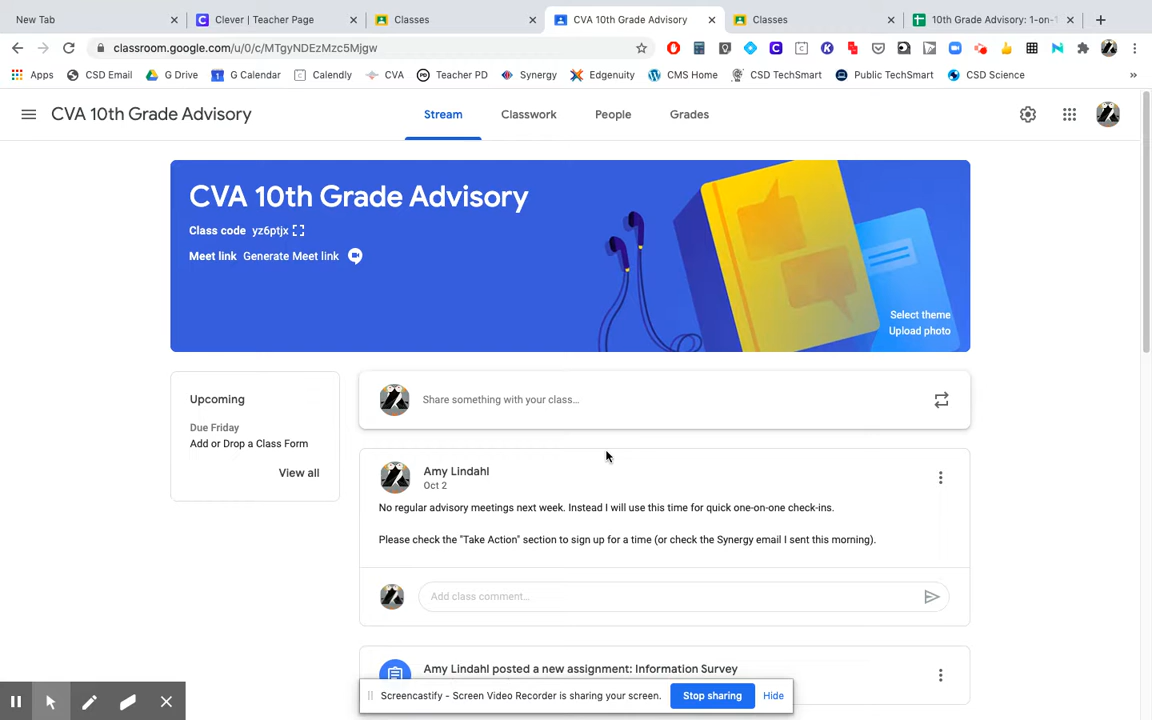 New Tab
Clever | Teacher Page
Classes
CVA 10th Grade Advisory
Classes
10th Grade Advisory: 1-on-1
classroom.google.com/u/0/c/MTgyNDEzMzc5Mjgw
Apps
CSD Email
G Drive
G Calendar
Calendly
CVA
Teacher PD
Synergy
Edgenuity
CMS Home
CSD TechSmart
Public TechSmart
CSD Science
CVA 10th Grade Advisory
Stream
Classwork
People
Grades
CVA 10th Grade Advisory
Class code yz6ptjx
Meet link Generate Meet link
Select theme
Upload photo
Upcoming
Due Friday
Add or Drop a Class Form
View all
Share something with your class...
Amy Lindahl
Oct 2
No regular advisory meetings next week. Instead I will use this time for quick one-on-one check-ins.
Please check the "Take Action" section to sign up for a time (or check the Synergy email I sent this morning).
Add class comment...
Amy Lindahl posted a new assignment: Information Survey
Screencastify - Screen Video Recorder is sharing your screen.
Stop sharing
Hide